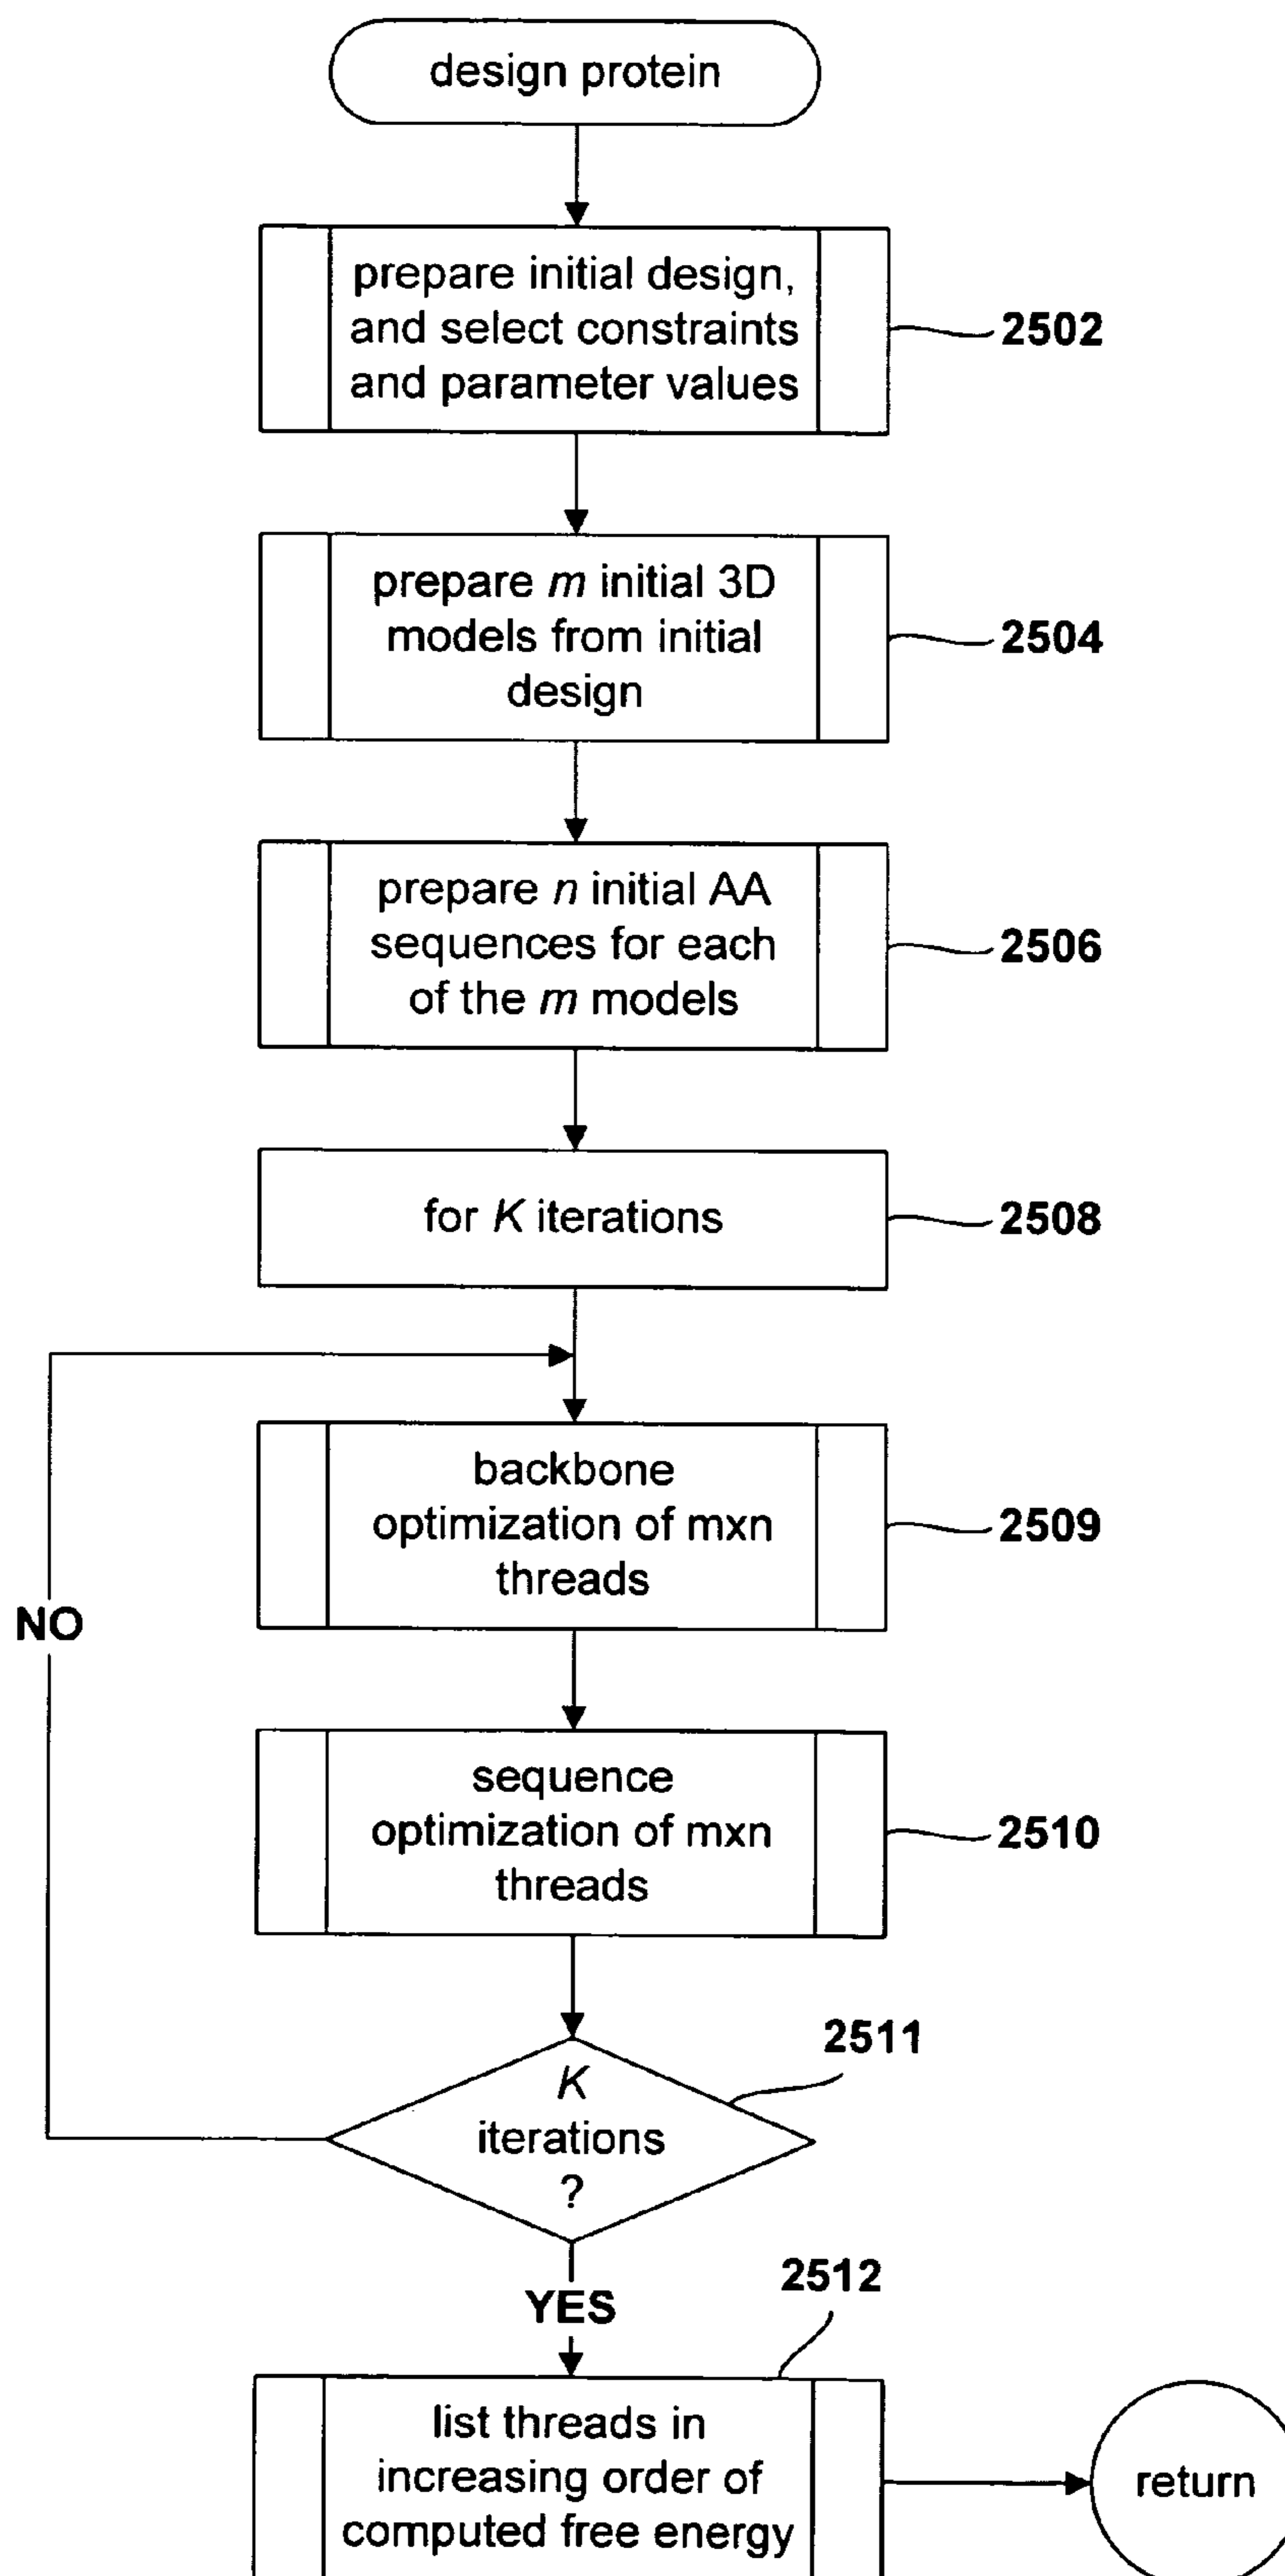 design protein
prepare initial design,
and select constraints
and parameter values
2502
prepare m initial 3D
models from initial
design
2504
prepare n initial AA
sequences for each
of the m models
2506
for K iterations
2508
backbone
optimization of mxn
threads
2509
NO
sequence
optimization of mxn
threads
2510
2511
K
iterations
?
YES
2512
list threads in
increasing order of
computed free energy
return